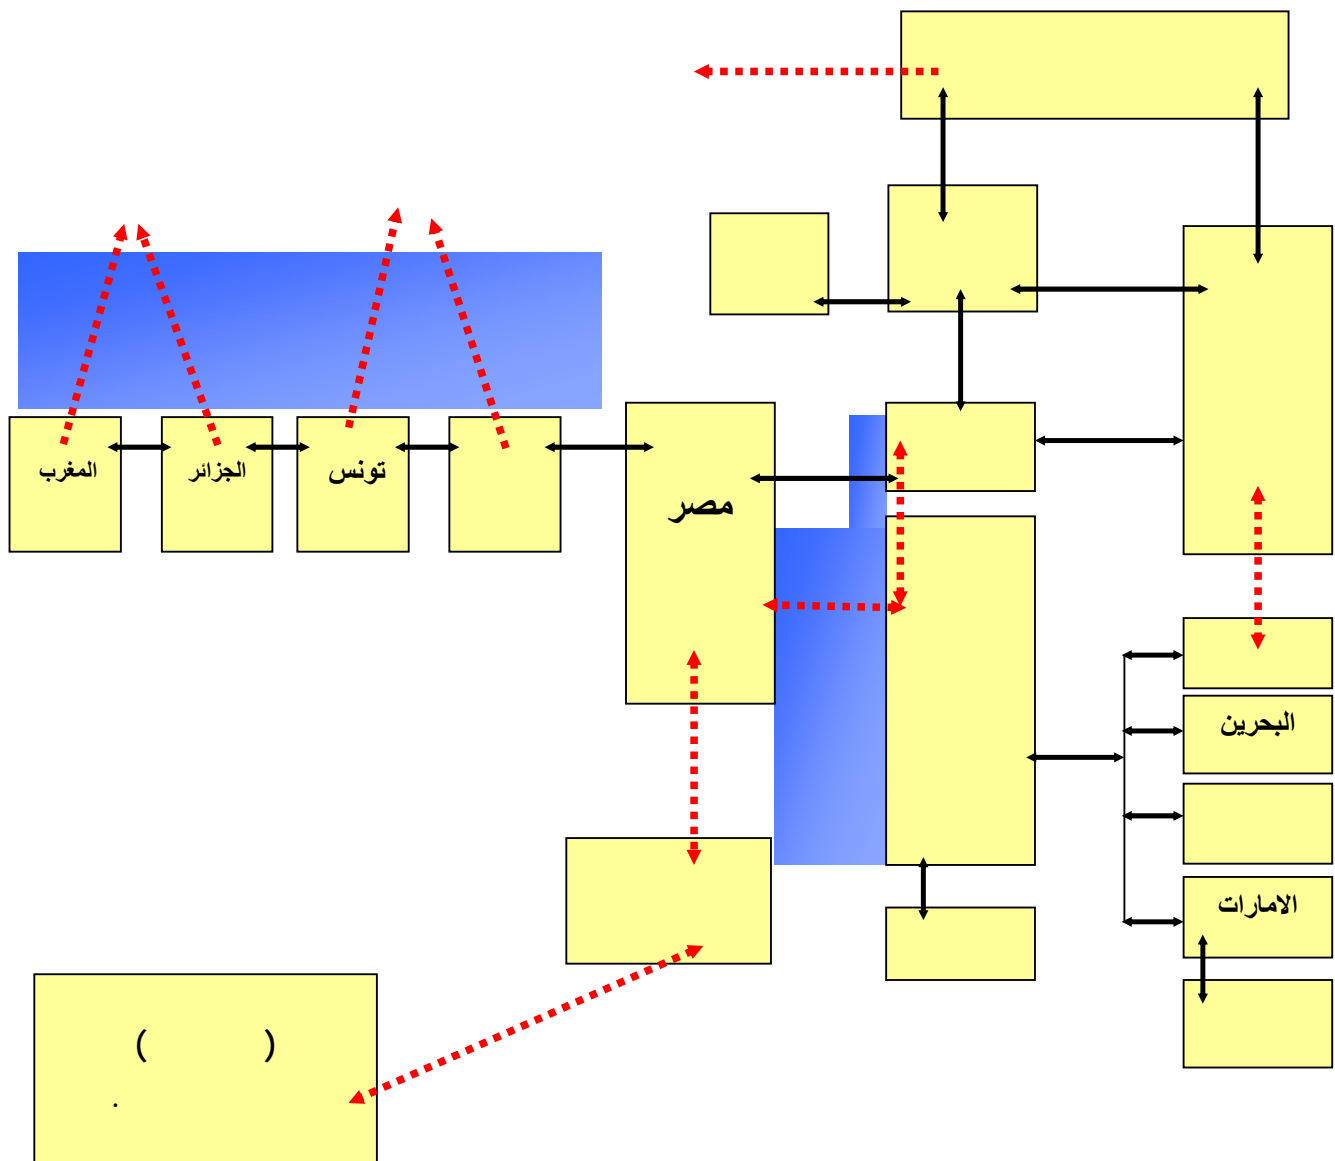 المغرب
الجزائر
تونس
مصر
البحرين
الامارات
( )
.